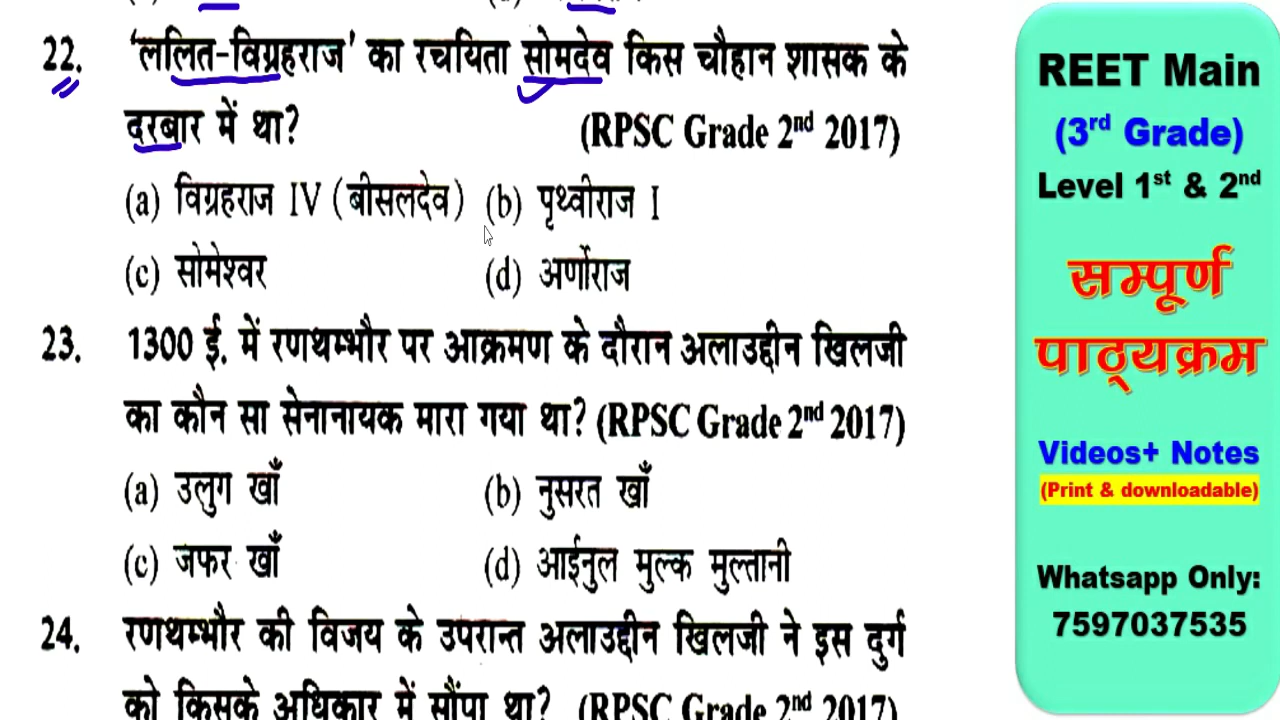 22. 'ललित-विग्रहराज' का रचयिता सोमदेव किस चौहान शासक के
दरबार में था? (RPSC Grade 2nd 2017)
(a) विग्रहराज IV (बीसलदेव) (b) पृथ्वीराज I
(c) सोमेश्वर (d) अर्णोराज
23. 1300 ई. में रणथम्भौर पर आक्रमण के दौरान अलाउद्दीन खिलजी
का कौन सा सेनानायक मारा गया था? (RPSC Grade 2nd 2017)
(a) उलुग खाँ (b) नुसरत खाँ
(c) जफर खाँ (d) आईनुल मुल्क मुल्तानी
24. रणथम्भौर की विजय के उपरान्त अलाउद्दीन खिलजी ने इस दुर्ग
को किसके अधिकार में सौंपा था? (RPSC Grade 2nd 2017)
REET Main
(3rd Grade)
Level 1st & 2nd
सम्पूर्ण
पाठ्यक्रम
Videos+ Notes
(Print & downloadable)
Whatsapp Only:
7597037535